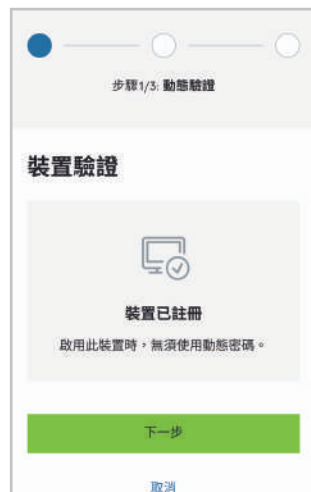 步驟1/3: 動態驗證
裝置驗證
裝置已註冊
啟用此裝置時，無須使用動態密碼。
下一步
取消